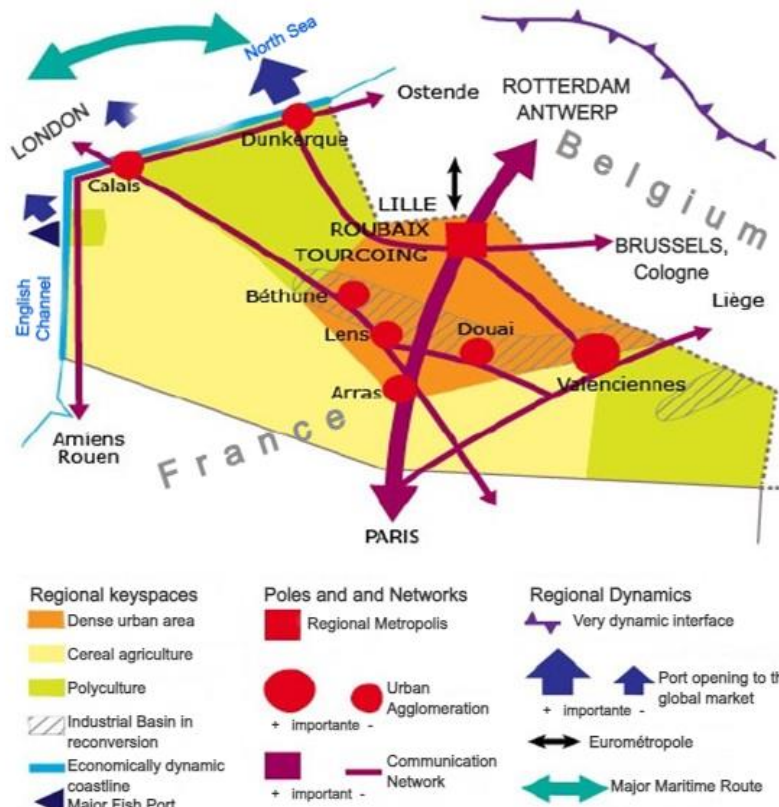 North Sea
Ostende
ROTTERDAM
ANTWERP
LONDON
Dunkerque
Belgium
Calais
LILLE
ROUBAIX
TOURCOING
BRUSSELS,
Cologne
English
Channel
Béthune
Liège
Lens
Douai
Valenciennes
Arras
France
Amiens
Rouen
PARIS
Regional keyspaces
Dense urban area
Cereal agriculture
Polyculture
Industrial Basin in
reconversion
Economically dynamic
coastline
Major Fish Port
Poles and and Networks
Regional Metropolis
Urban
Agglomeration
+ importante -
Communication
Network
+ important -
Regional Dynamics
Very dynamic interface
Port opening to th
global market
+ importante -
Eurométropole
Major Maritime Route